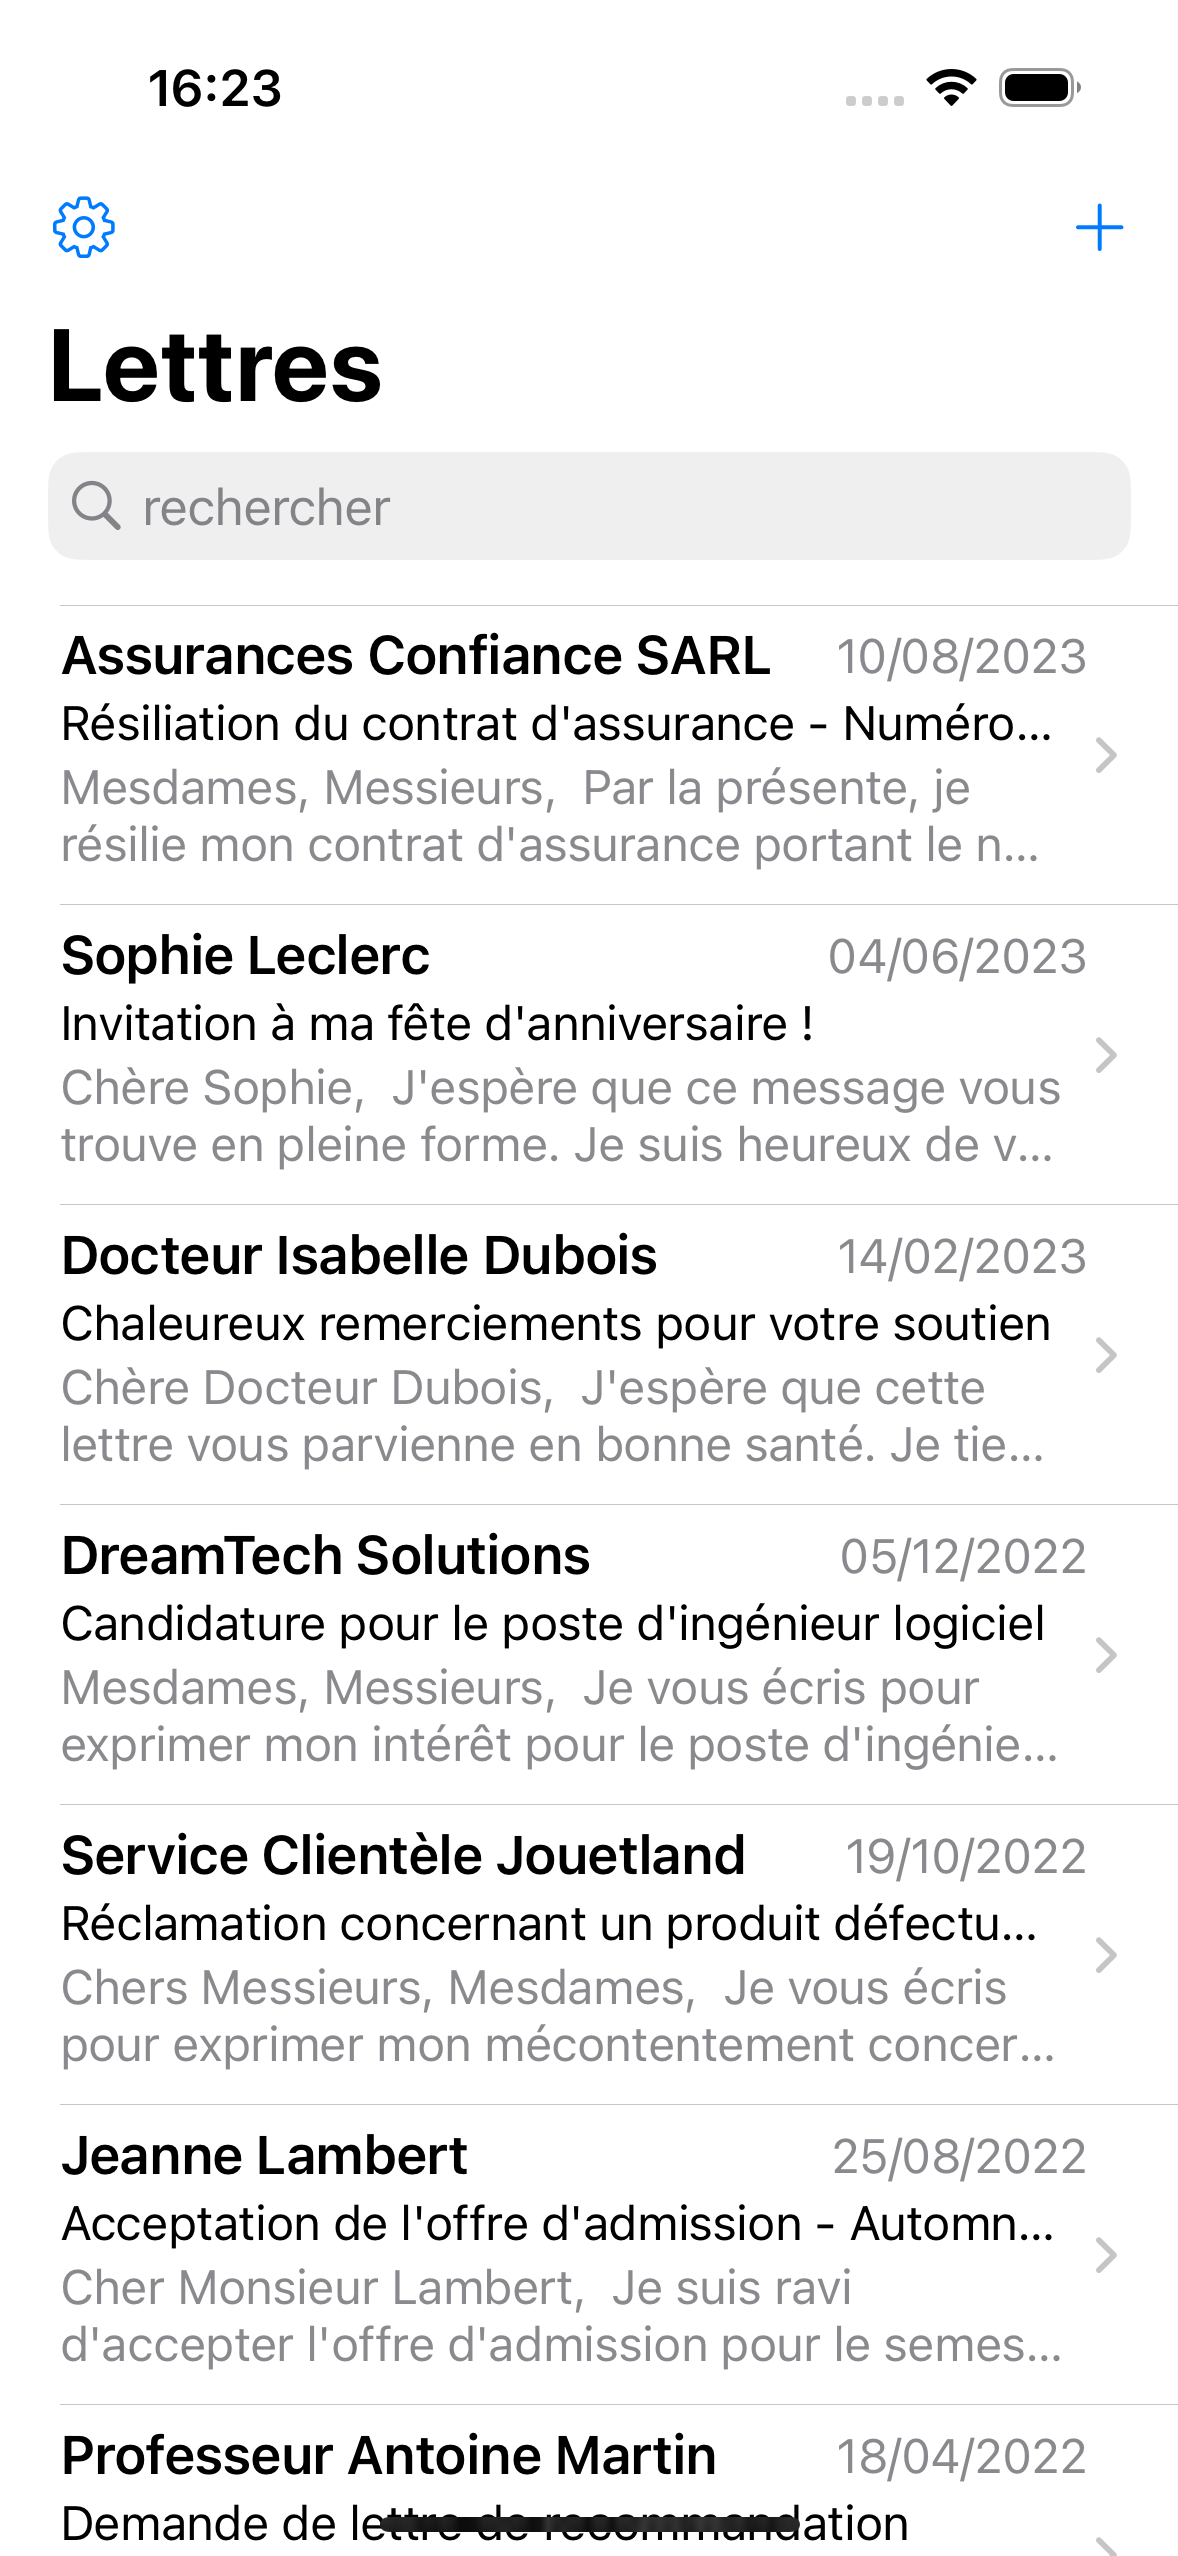 16:23
Lettres
rechercher
Assurances Confiance SARL 10/08/2023
Résiliation du contrat d'assurance - Numéro...
Mesdames, Messieurs,  Par la présente, je
résilie mon contrat d'assurance portant le n...
Sophie Leclerc 04/06/2023
Invitation à ma fête d'anniversaire !
Chère Sophie,  J'espère que ce message vous
trouve en pleine forme. Je suis heureux de v...
Docteur Isabelle Dubois 14/02/2023
Chaleureux remerciements pour votre soutien
Chère Docteur Dubois,  J'espère que cette
lettre vous parvienne en bonne santé. Je tie...
DreamTech Solutions 05/12/2022
Candidature pour le poste d'ingénieur logiciel
Mesdames, Messieurs,  Je vous écris pour
exprimer mon intérêt pour le poste d'ingénie...
Service Clientèle Jouetland 19/10/2022
Réclamation concernant un produit défectu...
Chers Messieurs, Mesdames,  Je vous écris
pour exprimer mon mécontentement concer...
Jeanne Lambert 25/08/2022
Acceptation de l'offre d'admission - Automn...
Cher Monsieur Lambert,  Je suis ravi
d'accepter l'offre d'admission pour le semes...
Professeur Antoine Martin 18/04/2022
Demande de lettre de recommandation